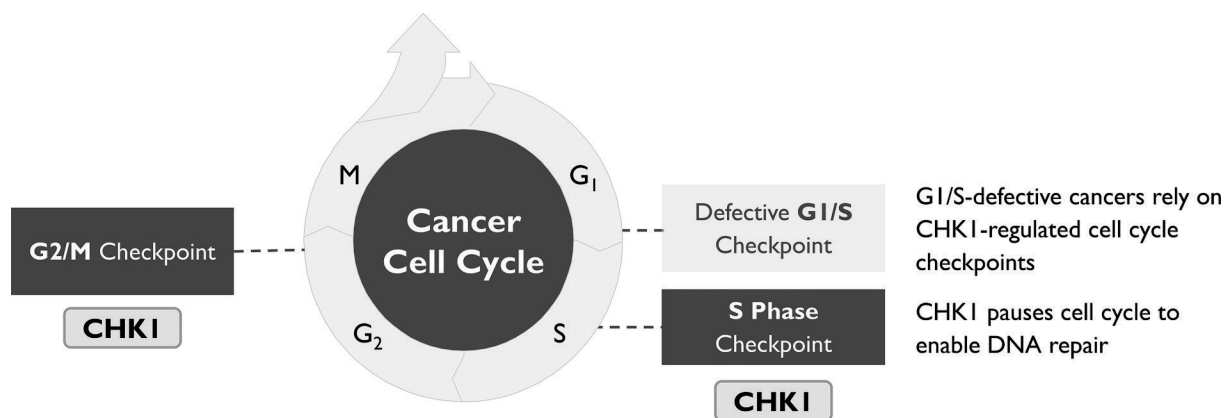 M
G1
Cancer
Cell Cycle
G2
S
G2/M Checkpoint
CHK1
Defective G1/S
Checkpoint
G1/S-defective cancers rely on
CHK1-regulated cell cycle
checkpoints
S Phase
Checkpoint
CHK1 pauses cell cycle to
enable DNA repair
CHK1